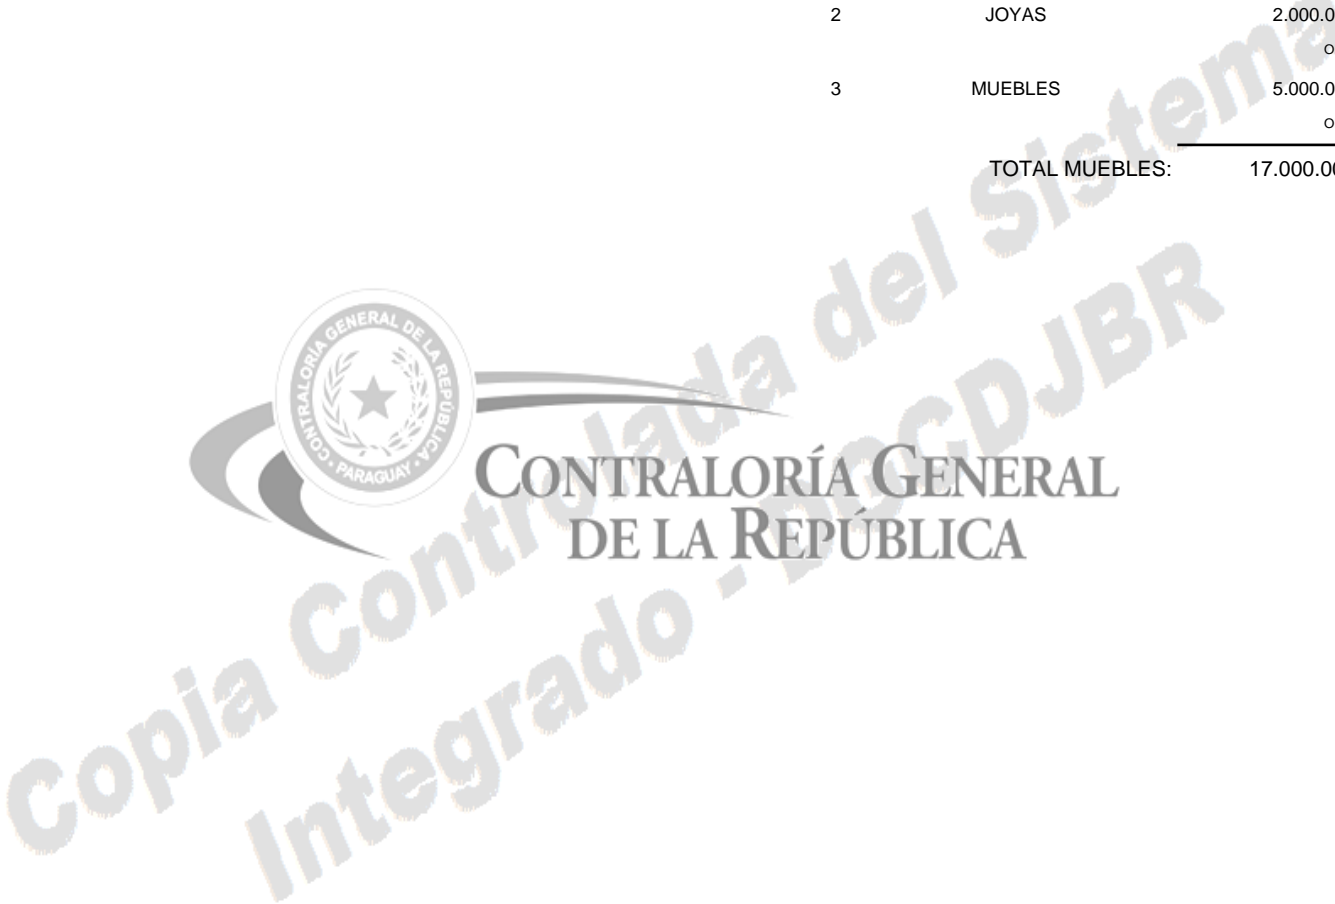 2 JOYAS 2.000.0
O
3 MUEBLES 5.000.0
O
TOTAL MUEBLES: 17.000.00
CONTRALORÍA GENERAL DE LA REPÚBLICA
• PARAGUAY •
CONTRALORÍA GENERAL
DE LA REPÚBLICA
Copia Controlada del Sistema
Integrado - DGCDJBR